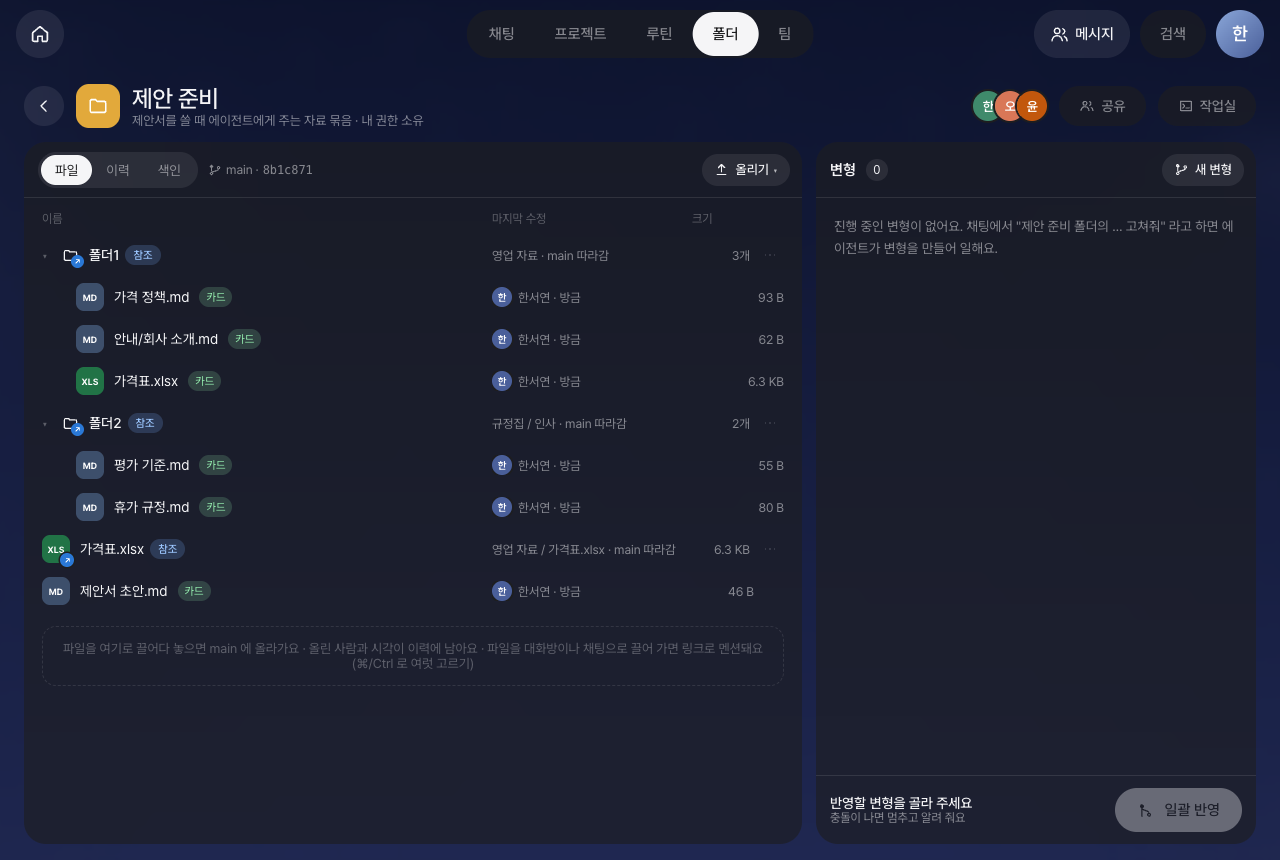 채팅 프로젝트 루틴 폴더 팀 메시지 검색 한
제안 준비
제안서를 쓸 때 에이전트에게 주는 자료 묶음 · 내 권한 소유
한 오 윤 공유 작업실
파일 이력 색인 main · 8b1c871 올리기
변형 0 새 변형
이름 마지막 수정 크기
폴더1 참조 영업 자료 · main 따라감 3개 ···
MD 가격 정책.md 카드 한 한서연 · 방금 93 B
MD 안내/회사 소개.md 카드 한 한서연 · 방금 62 B
XLS 가격표.xlsx 카드 한 한서연 · 방금 6.3 KB
폴더2 참조 규정집 / 인사 · main 따라감 2개 ···
MD 평가 기준.md 카드 한 한서연 · 방금 55 B
MD 휴가 규정.md 카드 한 한서연 · 방금 80 B
XLS 가격표.xlsx 참조 영업 자료 / 가격표.xlsx · main 따라감 6.3 KB ···
MD 제안서 초안.md 카드 한 한서연 · 방금 46 B
파일을 여기로 끌어다 놓으면 main 에 올라가요 · 올린 사람과 시각이 이력에 남아요 · 파일을 대화방이나 채팅으로 끌어 가면 링크로 멘션돼요
(⌘/Ctrl 로 여럿 고르기)
진행 중인 변형이 없어요. 채팅에서 "제안 준비 폴더의 … 고쳐줘" 라고 하면 에
이전트가 변형을 만들어 일해요.
반영할 변형을 골라 주세요
충돌이 나면 멈추고 알려 줘요
일괄 반영